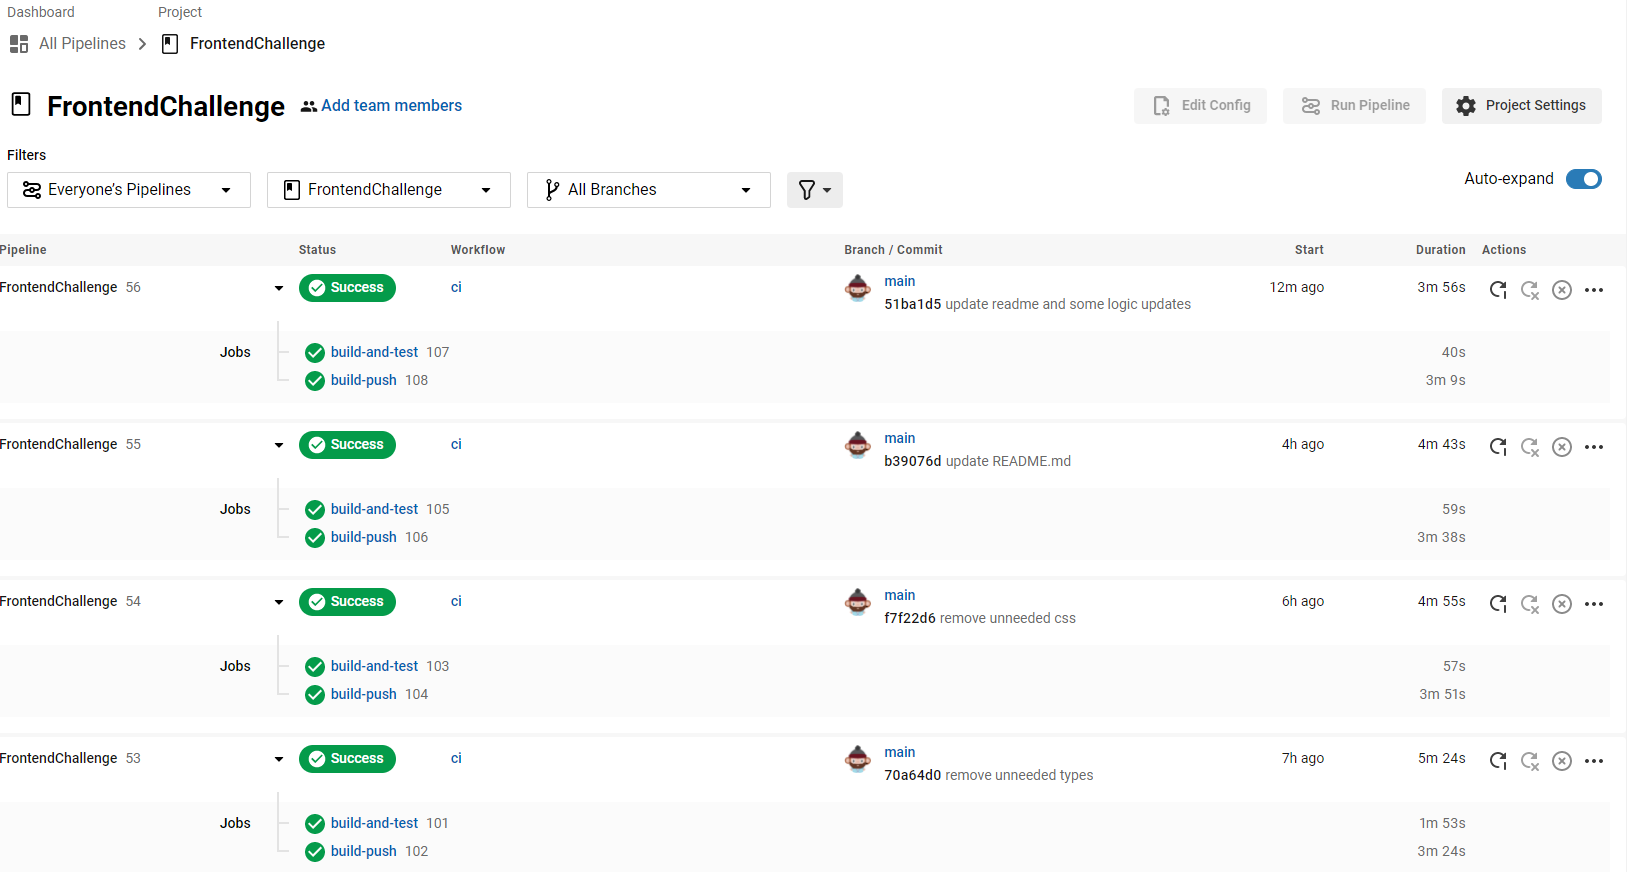 Dashboard Project
All Pipelines FrontendChallenge
FrontendChallenge Add team members Edit Config Run Pipeline Project Settings
Filters
Everyone's Pipelines FrontendChallenge All Branches Auto-expand
Pipeline Status Workflow Branch / Commit Start Duration Actions
FrontendChallenge 56 Success ci main 12m ago 3m 56s
51ba1d5 update readme and some logic updates
Jobs build-and-test 107 40s
build-push 108 3m 9s
FrontendChallenge 55 Success ci main 4h ago 4m 43s
b39076d update README.md
Jobs build-and-test 105 59s
build-push 106 3m 38s
FrontendChallenge 54 Success ci main 6h ago 4m 55s
f7f22d6 remove unneeded css
Jobs build-and-test 103 57s
build-push 104 3m 51s
FrontendChallenge 53 Success ci main 7h ago 5m 24s
70a64d0 remove unneeded types
Jobs build-and-test 101 1m 53s
build-push 102 3m 24s